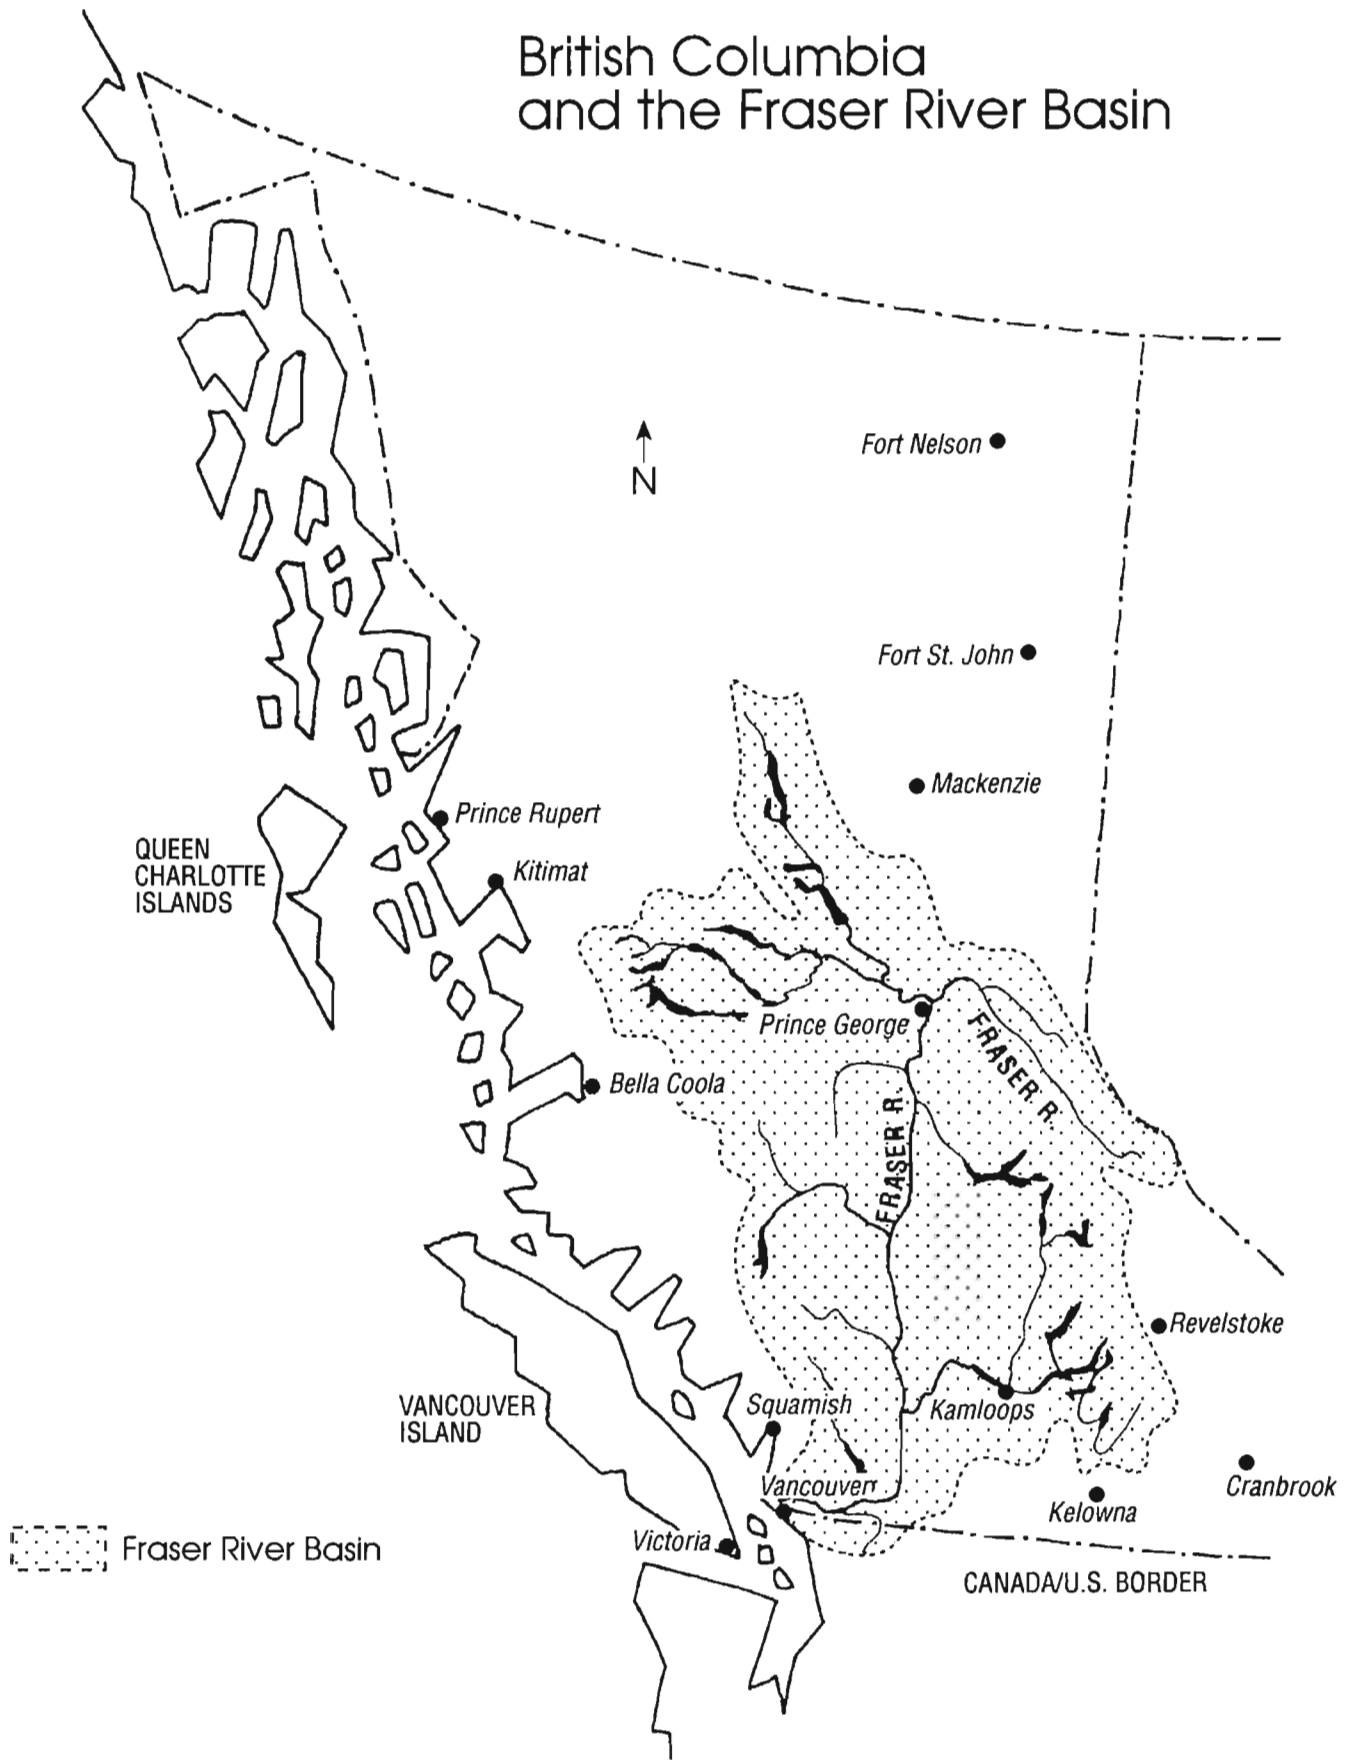 British Columbia
and the Fraser River Basin
Fort Nelson
N
Fort St. John
Mackenzie
Prince Rupert
QUEEN
CHARLOTTE
ISLANDS
Kitimat
Prince George
FRASER R.
Bella Coola
FRASER R.
Revelstoke
VANCOUVER
ISLAND
Squamish
Kamloops
Vancouver
Cranbrook
Kelowna
Victoria
Fraser River Basin
CANADA/U.S. BORDER